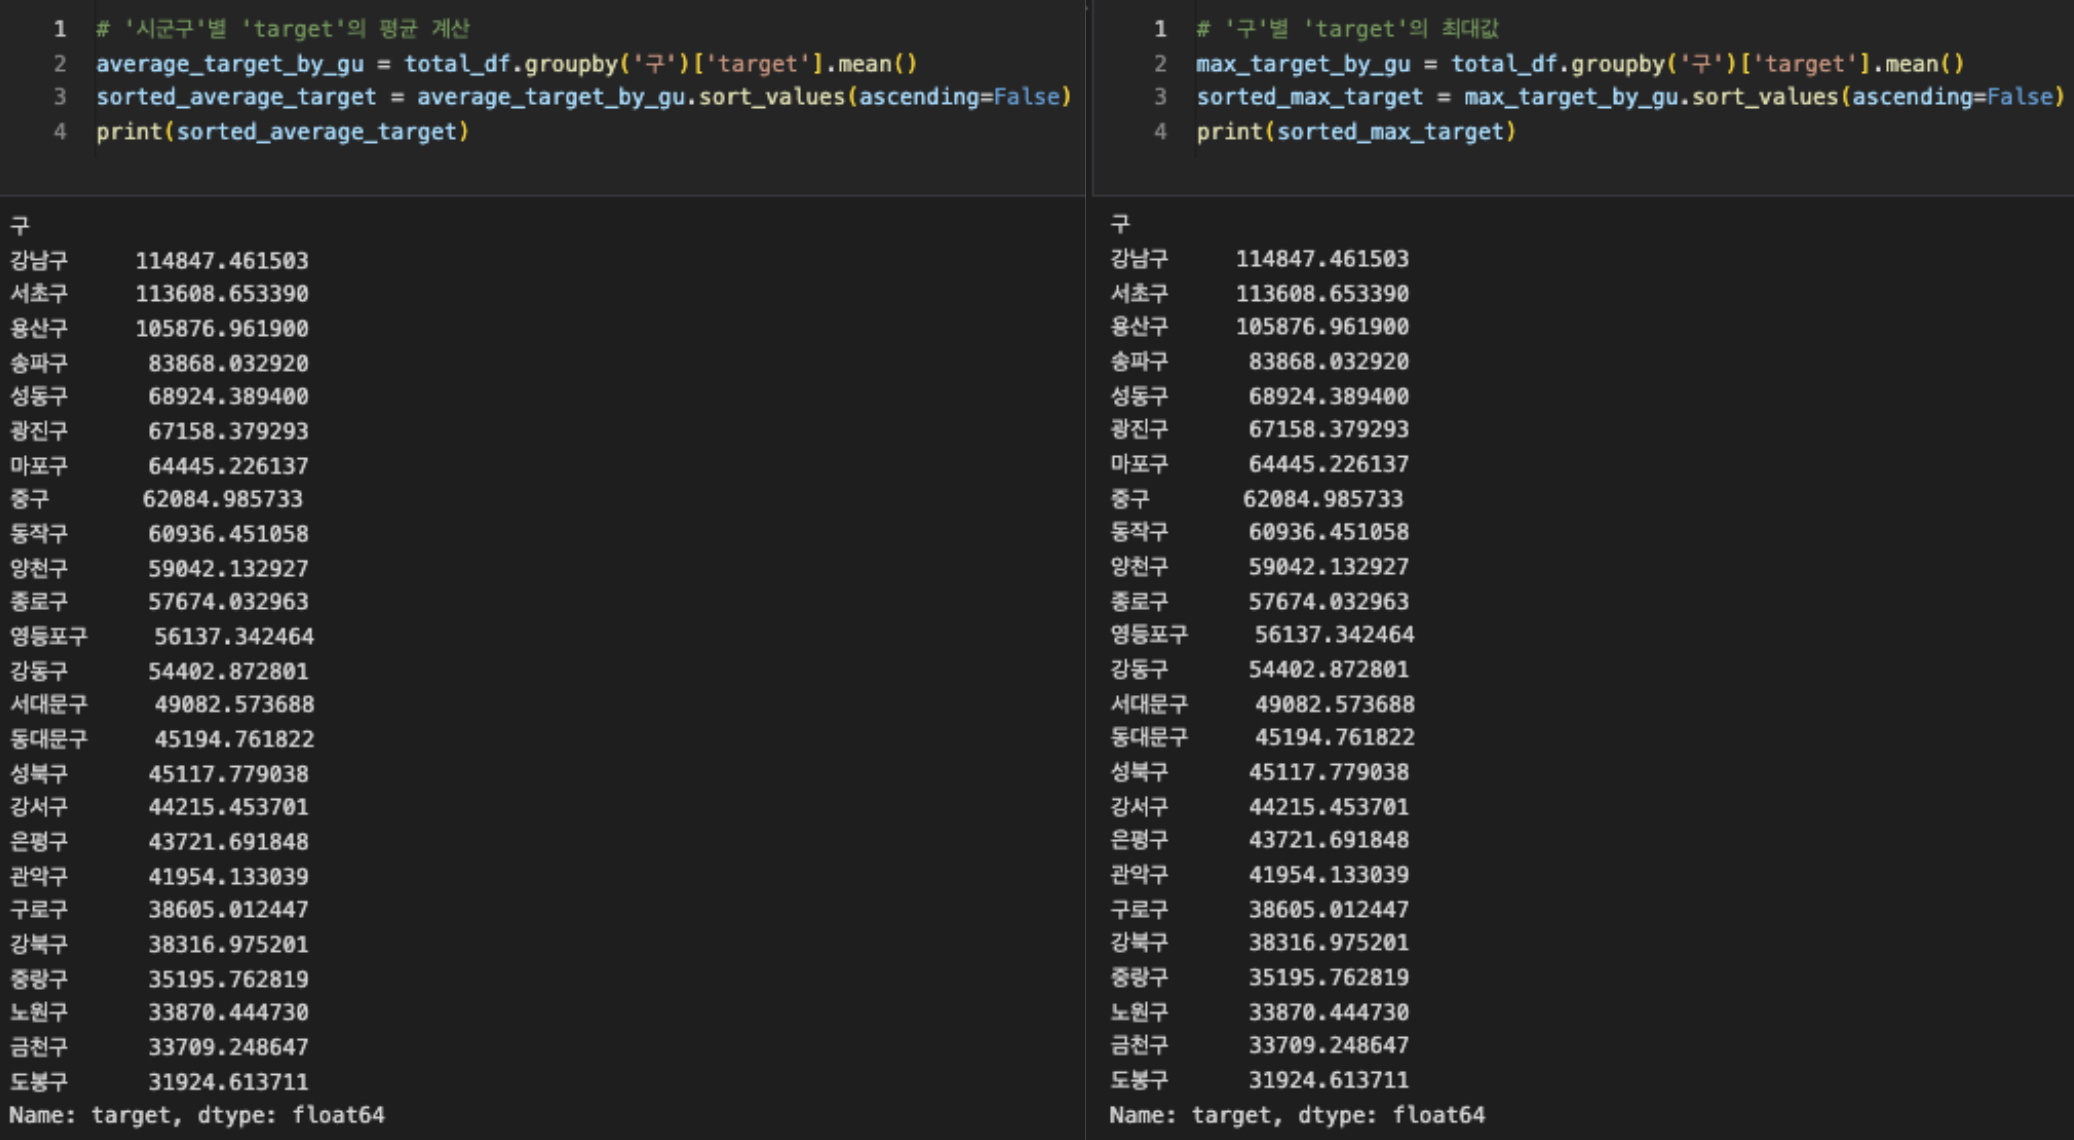 1 # '시군구'별 'target'의 평균 계산
2 average_target_by_gu = total_df.groupby('구')['target'].mean()
3 sorted_average_target = average_target_by_gu.sort_values(ascending=False)
4 print(sorted_average_target)
구
강남구 114847.461503
서초구 113608.653390
용산구 105876.961900
송파구 83868.032920
성동구 68924.389400
광진구 67158.379293
마포구 64445.226137
중구 62084.985733
동작구 60936.451058
양천구 59042.132927
종로구 57674.032963
영등포구 56137.342464
강동구 54402.872801
서대문구 49082.573688
동대문구 45194.761822
성북구 45117.779038
강서구 44215.453701
은평구 43721.691848
관악구 41954.133039
구로구 38605.012447
강북구 38316.975201
중랑구 35195.762819
노원구 33870.444730
금천구 33709.248647
도봉구 31924.613711
Name: target, dtype: float64
1 # '구'별 'target'의 최대값
2 max_target_by_gu = total_df.groupby('구')['target'].mean()
3 sorted_max_target = max_target_by_gu.sort_values(ascending=False)
4 print(sorted_max_target)
구
강남구 114847.461503
서초구 113608.653390
용산구 105876.961900
송파구 83868.032920
성동구 68924.389400
광진구 67158.379293
마포구 64445.226137
중구 62084.985733
동작구 60936.451058
양천구 59042.132927
종로구 57674.032963
영등포구 56137.342464
강동구 54402.872801
서대문구 49082.573688
동대문구 45194.761822
성북구 45117.779038
강서구 44215.453701
은평구 43721.691848
관악구 41954.133039
구로구 38605.012447
강북구 38316.975201
중랑구 35195.762819
노원구 33870.444730
금천구 33709.248647
도봉구 31924.613711
Name: target, dtype: float64